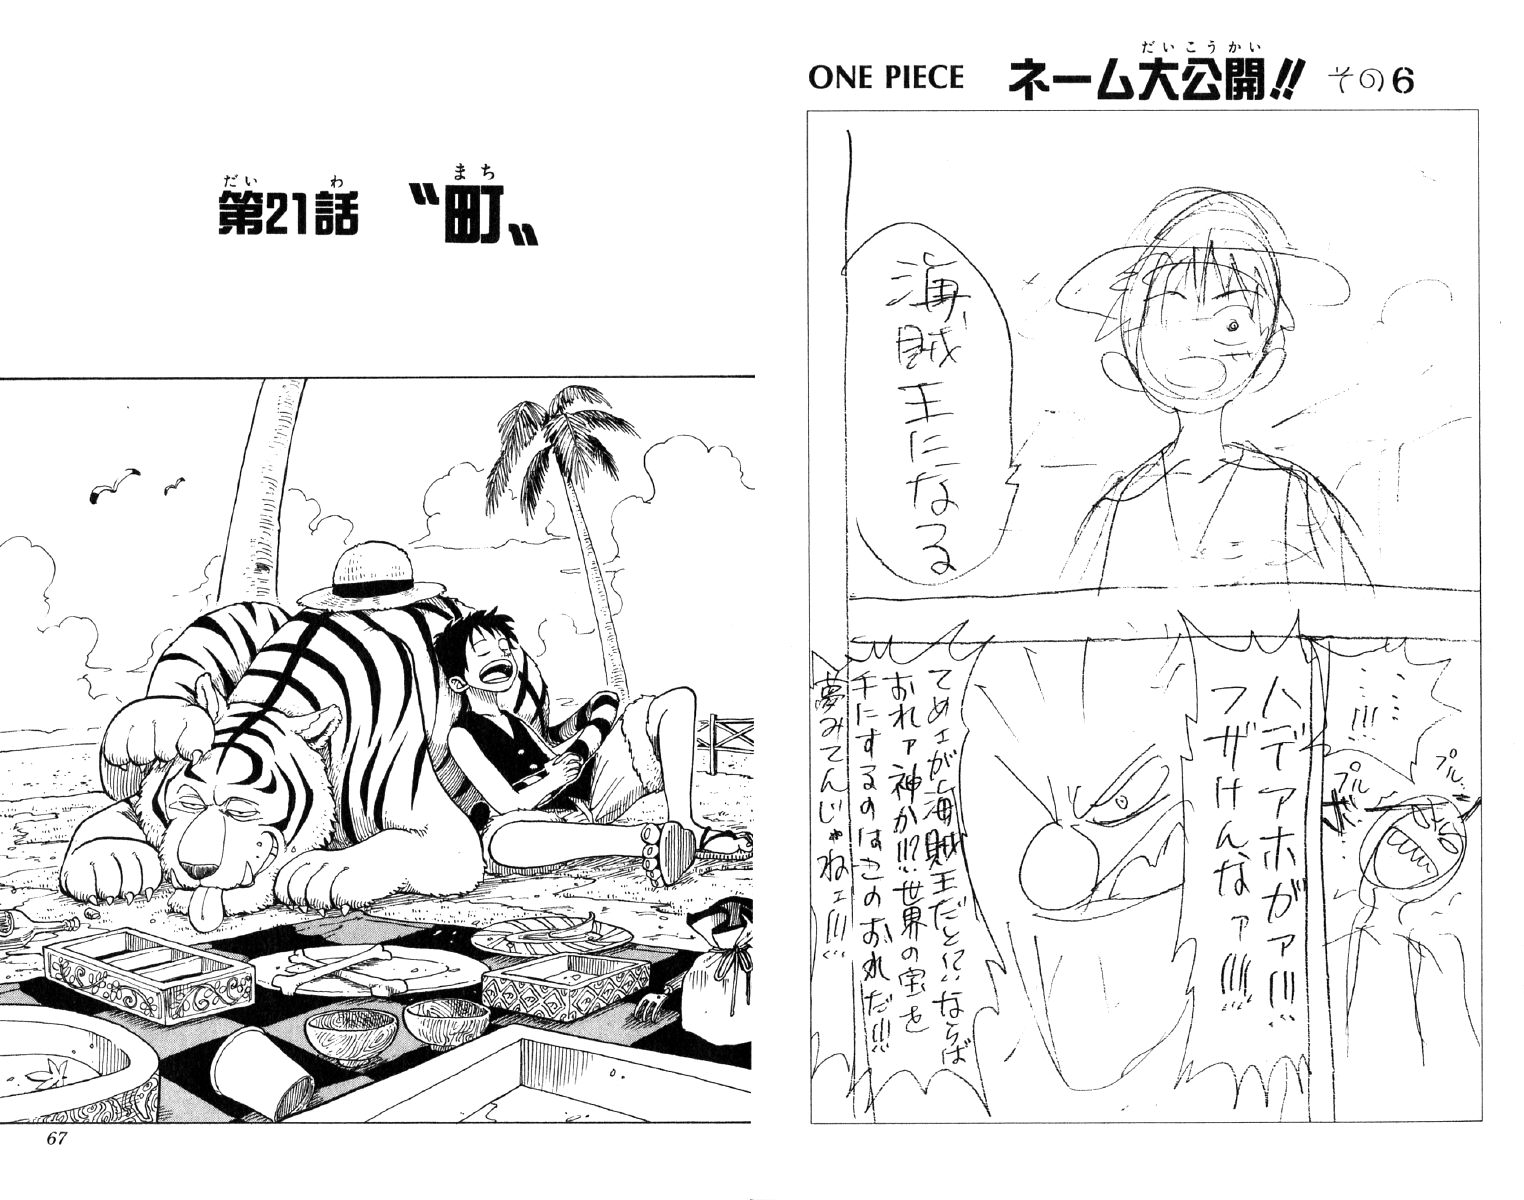 ONE PIECE ネーム大公開!! その6
だいこうかい
海賊王になる
……!!!
プル…
プル…
ハデアホがァ!!!
フザけんなァ!!!!
てめェが海賊王だと!?ならば
おれァ神か!!?世界の宝を
手にするのはこのおれだ!!!
夢みてんじゃねェ!!!
だい わ まち
第21話 〝町〟
67